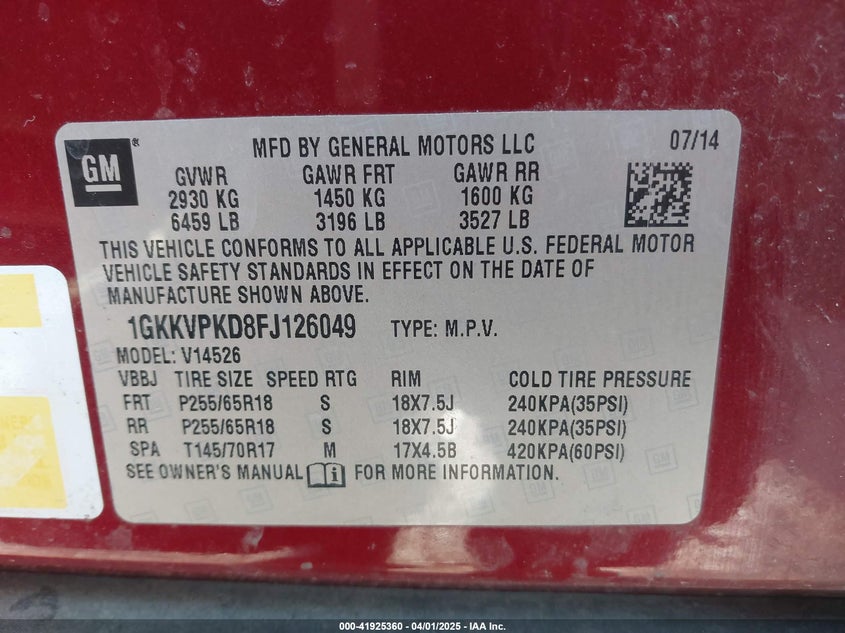 GM
®
MFD BY GENERAL MOTORS LLC
07/14
GVWR GAWR FRT GAWR RR
2930 KG 1450 KG 1600 KG
6459 LB 3196 LB 3527 LB
THIS VEHICLE CONFORMS TO ALL APPLICABLE U.S. FEDERAL MOTOR
VEHICLE SAFETY STANDARDS IN EFFECT ON THE DATE OF
MANUFACTURE SHOWN ABOVE.
1GKKVPKD8FJ126049 TYPE: M.P.V.
MODEL: V14526
VBBJ TIRE SIZE SPEED RTG RIM COLD TIRE PRESSURE
FRT P255/65R18 S 18X7.5J 240KPA(35PSI)
RR P255/65R18 S 18X7.5J 240KPA(35PSI)
SPA T145/70R17 M 17X4.5B 420KPA(60PSI)
SEE OWNER'S MANUAL i FOR MORE INFORMATION.
000-41925360 - 04/01/2025 - IAA Inc.